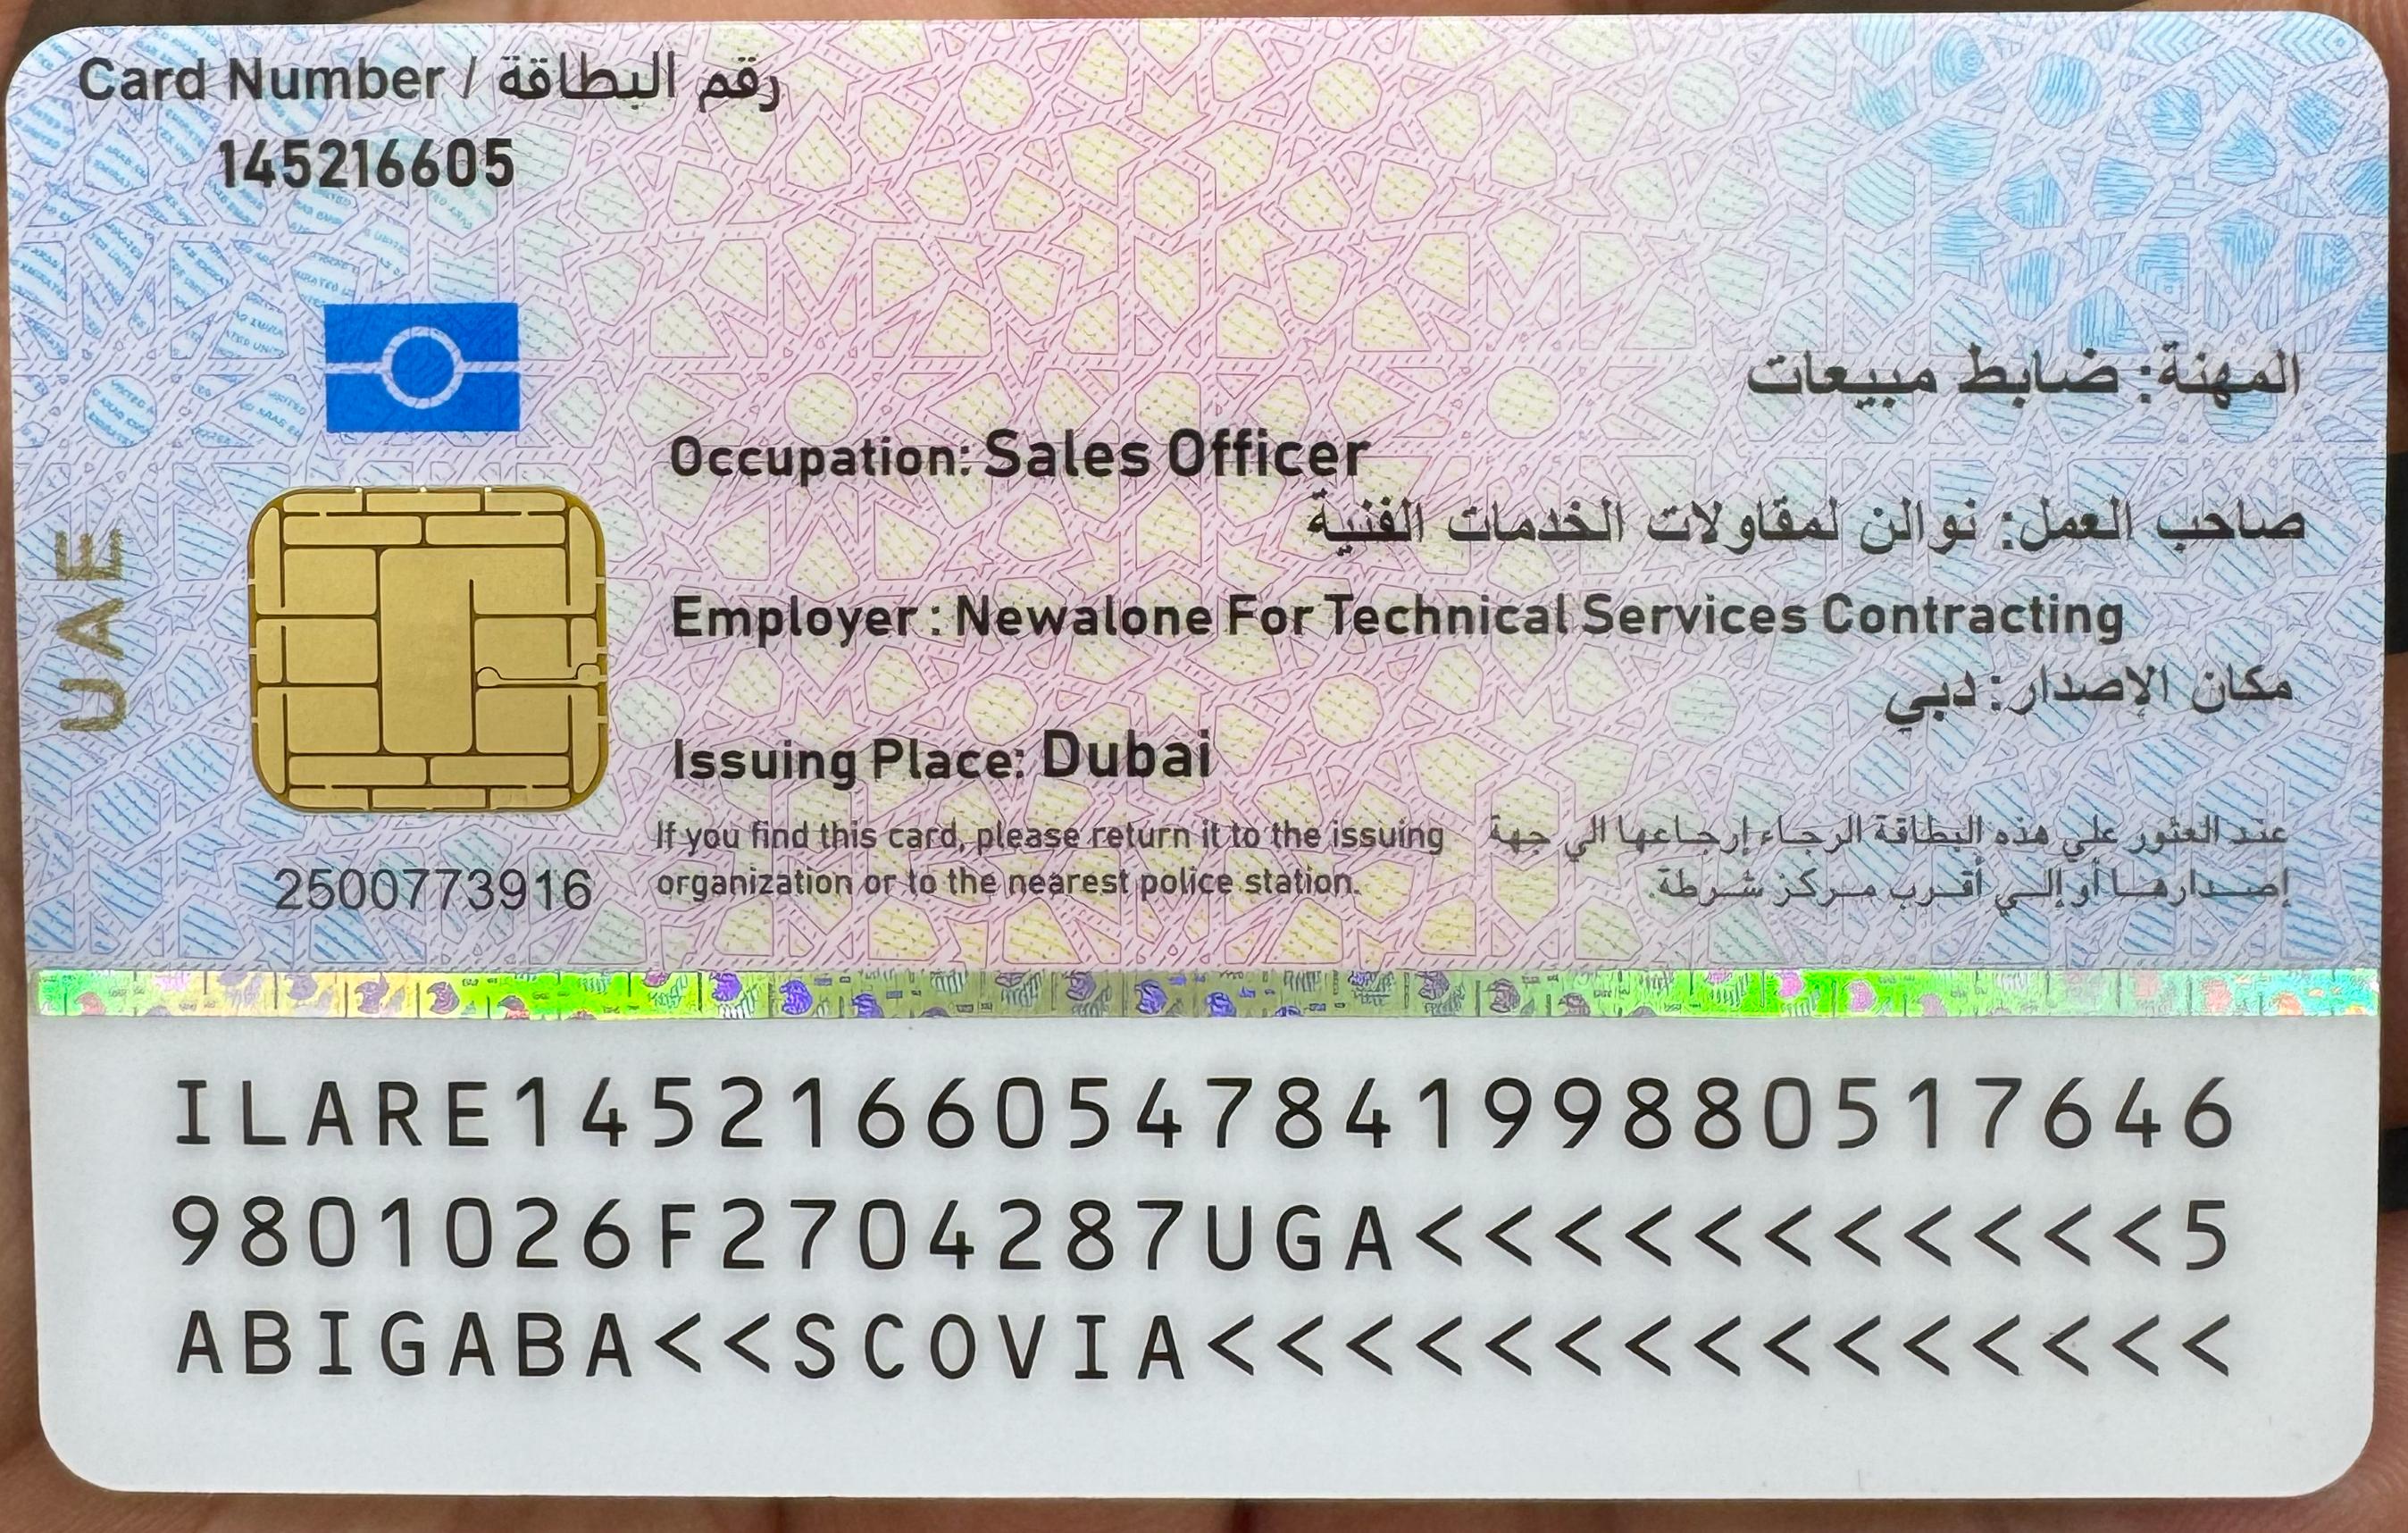 Card Number / رقم البطاقة
145216605
المهنة: ضابط مبيعات
Occupation: Sales Officer
صاحب العمل: نوالن لمقاولات الخدمات الفنية
Employer : Newalone For Technical Services Contracting
مكان الإصدار: دبي
Issuing Place: Dubai
UAE
If you find this card, please return it to the issuing
organization or to the nearest police station.
عند العثور علي هذه البطاقة الرجاء إرجاعها الي جهة
إصدارها أو إلي أقرب مركز شرطة.
2500773916
ILARE1452166054784199880517646
9801026F2704287UGA<<<<<<<<<<<5
ABIGABA<<SCOVIA<<<<<<<<<<<<<<<